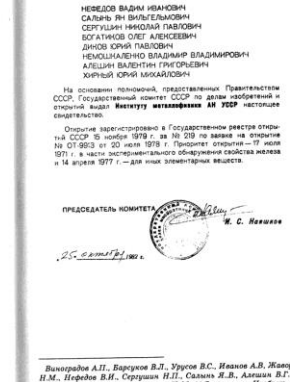 НЕФЕДОВ ВАДИМ ИВАНОВИЧ
САЛЫНЬ ЯН ВИЛЬГЕЛЬМОВИЧ
СЕРГУШИН НИКОЛАЙ ПАВЛОВИЧ
БОГАТИКОВ ОЛЕГ АЛЕКСЕЕВИЧ
ДИКОВ ЮРИЙ ПАВЛОВИЧ
НЕМОШКАЛЕНКО ВЛАДИМИР ВЛАДИМИРОВИЧ
АЛЕШИН ВАЛЕНТИН ГРИГОРЬЕВИЧ
ХИРНЫЙ ЮРИЙ МИХАЙЛОВИЧ
На основании полномочий, предоставленных Правительством
СССР, Государственный комитет СССР по делам изобретений и
открытий выдал Институту металлофизики АН УССР настоящее
свидетельство.
Открытие зарегистрировано в Государственном реестре откры-
тий СССР 15 ноября 1979 г. за № 219 по заявке на открытие
№ ОТ-9913 от 20 июля 1978 г. Приоритет открытия — 17 июля
1971 г. в части экспериментального обнаружения свойства железа
и 14 апреля 1977 г. — для иных элементарных веществ.
ПРЕДСЕДАТЕЛЬ КОМИТЕТА
И. С. Наяшков
„25" октября
Виноградов А.П., Барсуков В.Л., Урусов В.С., Иванов А.В, Жавор
Н.М., Нефедов В.И., Сергушин Н.П., Салынь Я..В, Алешин В.Г.